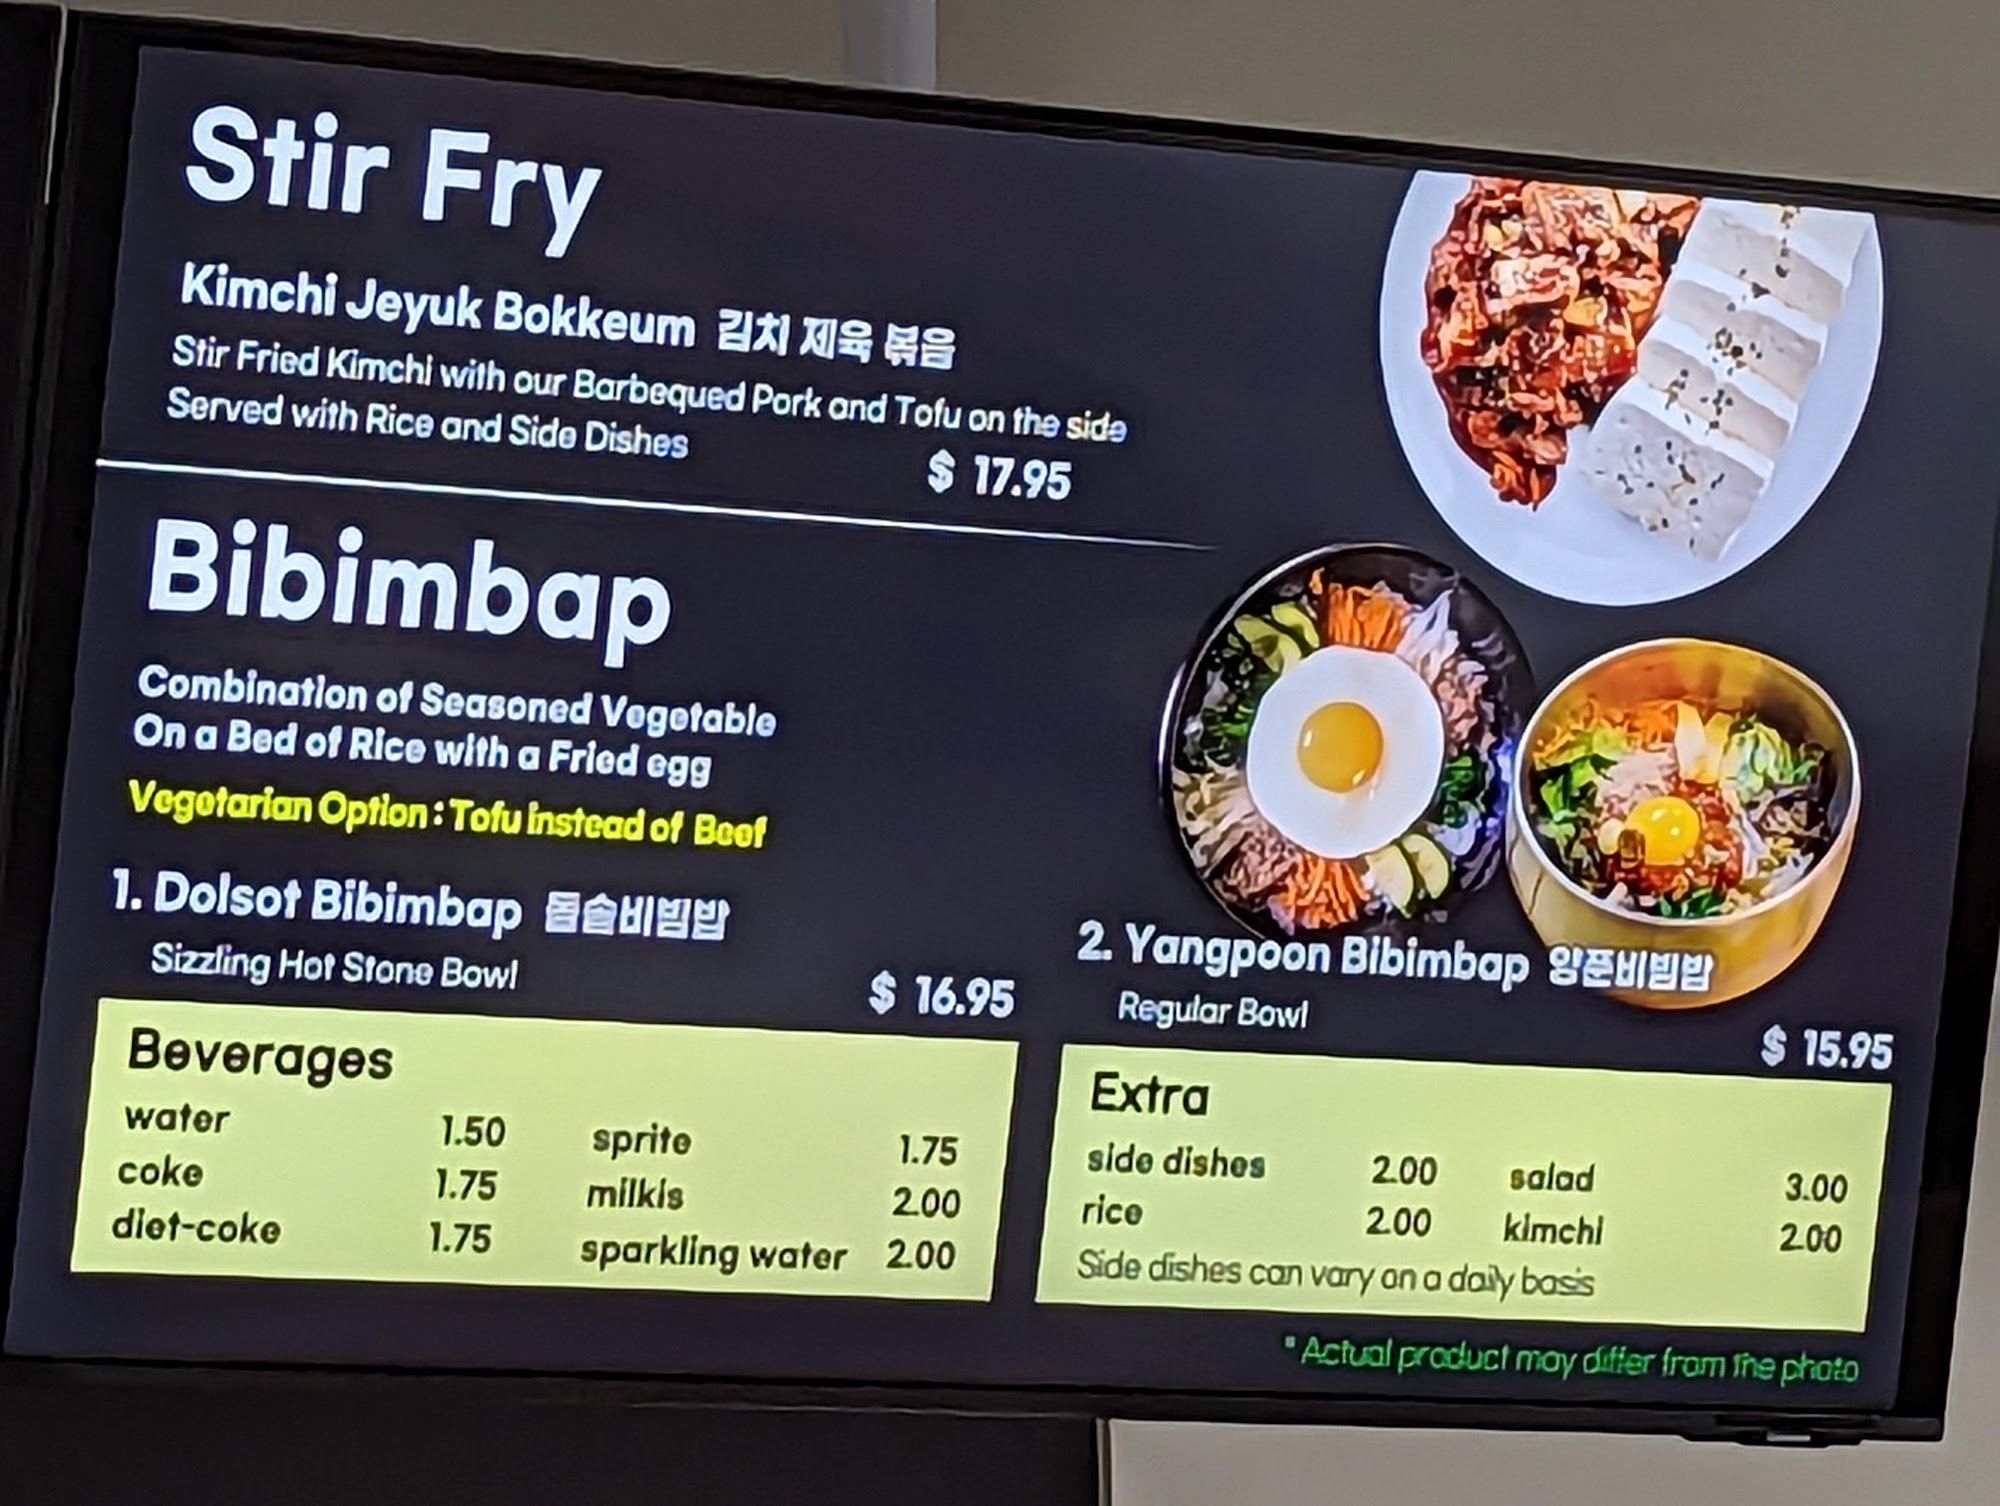 Stir Fry
Kimchi Jeyuk Bokkeum 김치 제육 볶음
Stir Fried Kimchi with our Barbequed Pork and Tofu on the side
Served with Rice and Side Dishes
$ 17.95
Bibimbap
Combination of Seasoned Vegetable
On a Bed of Rice with a Fried egg
Vegetarian Option : Tofu instead of Beef
1. Dolsot Bibimbap 돌솥비빔밥
Sizzling Hot Stone Bowl
$ 16.95
2. Yangpoon Bibimbap 양푼비빔밥
Regular Bowl
$ 15.95
Beverages
water 1.50 sprite 1.75
coke 1.75 milkis 2.00
diet-coke 1.75 sparkling water 2.00
Extra
side dishes 2.00 salad 3.00
rice 2.00 kimchi 2.00
Side dishes can vary on a daily basis
* Actual product may differ from the photo